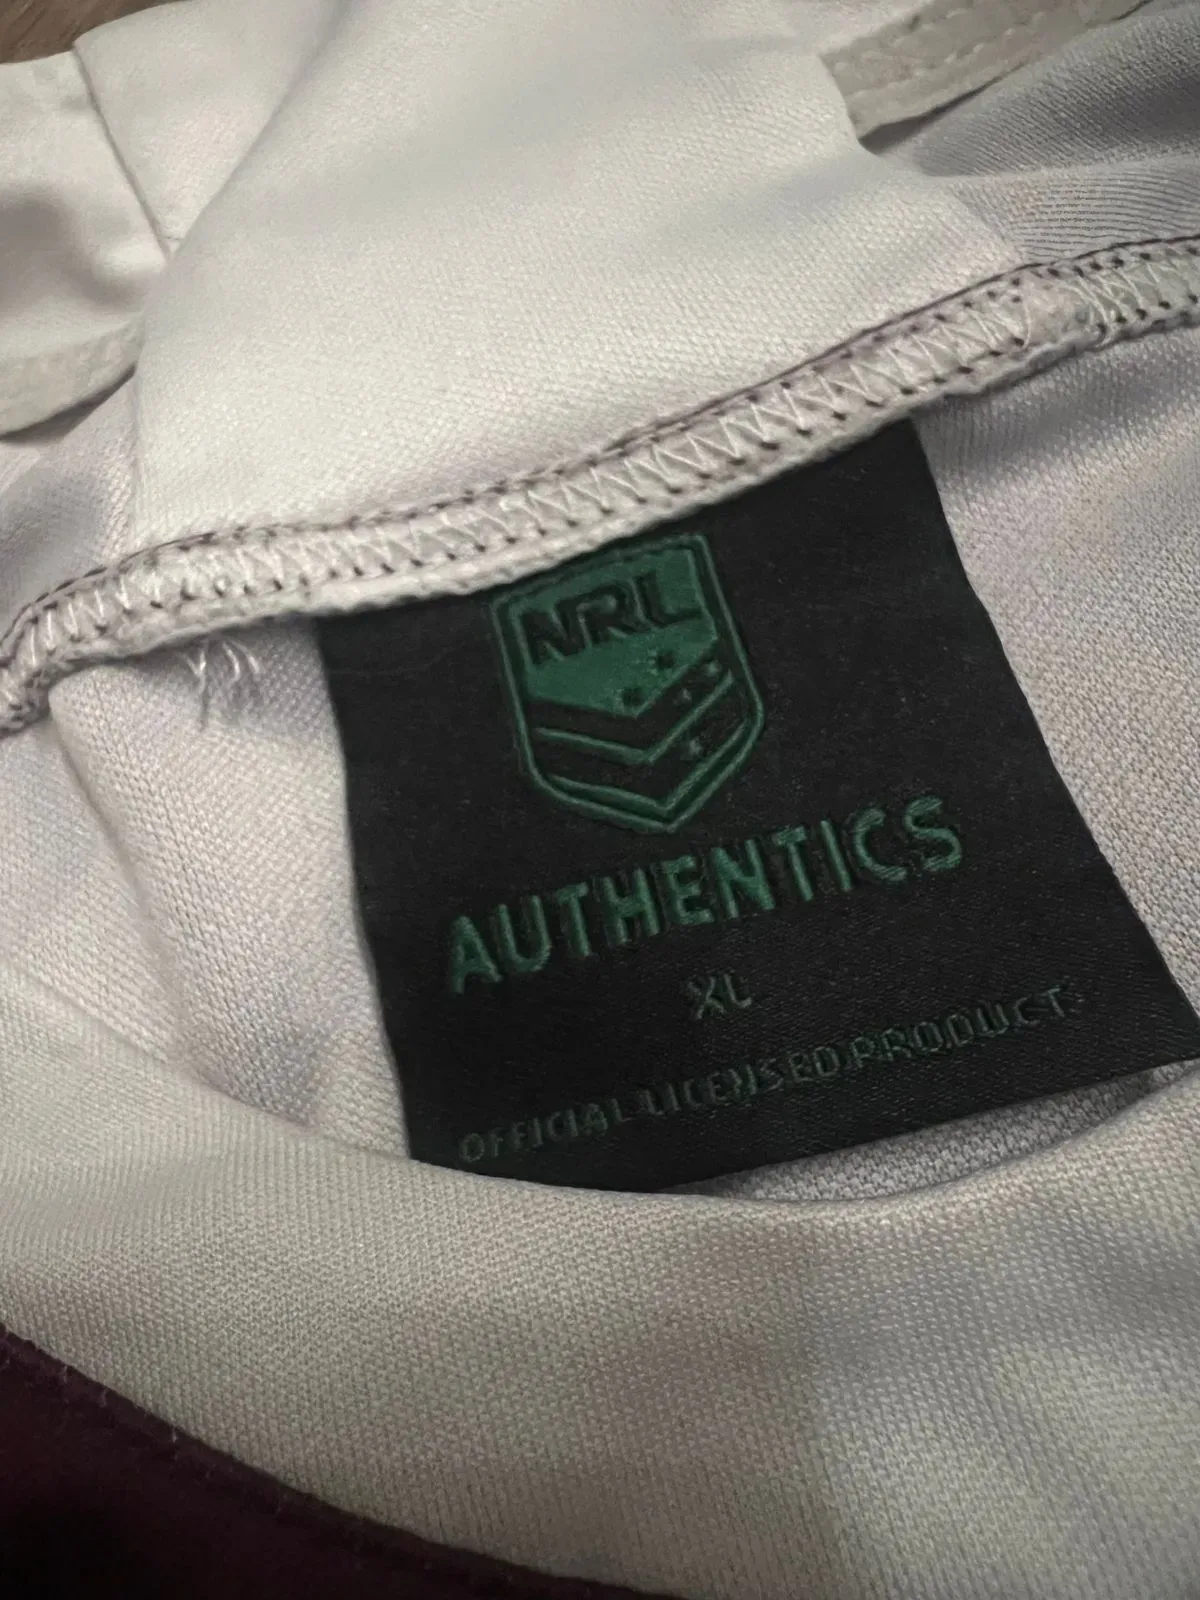 NRL
AUTHENTICS
XL
OFFICIAL LICENSED PRODUCT